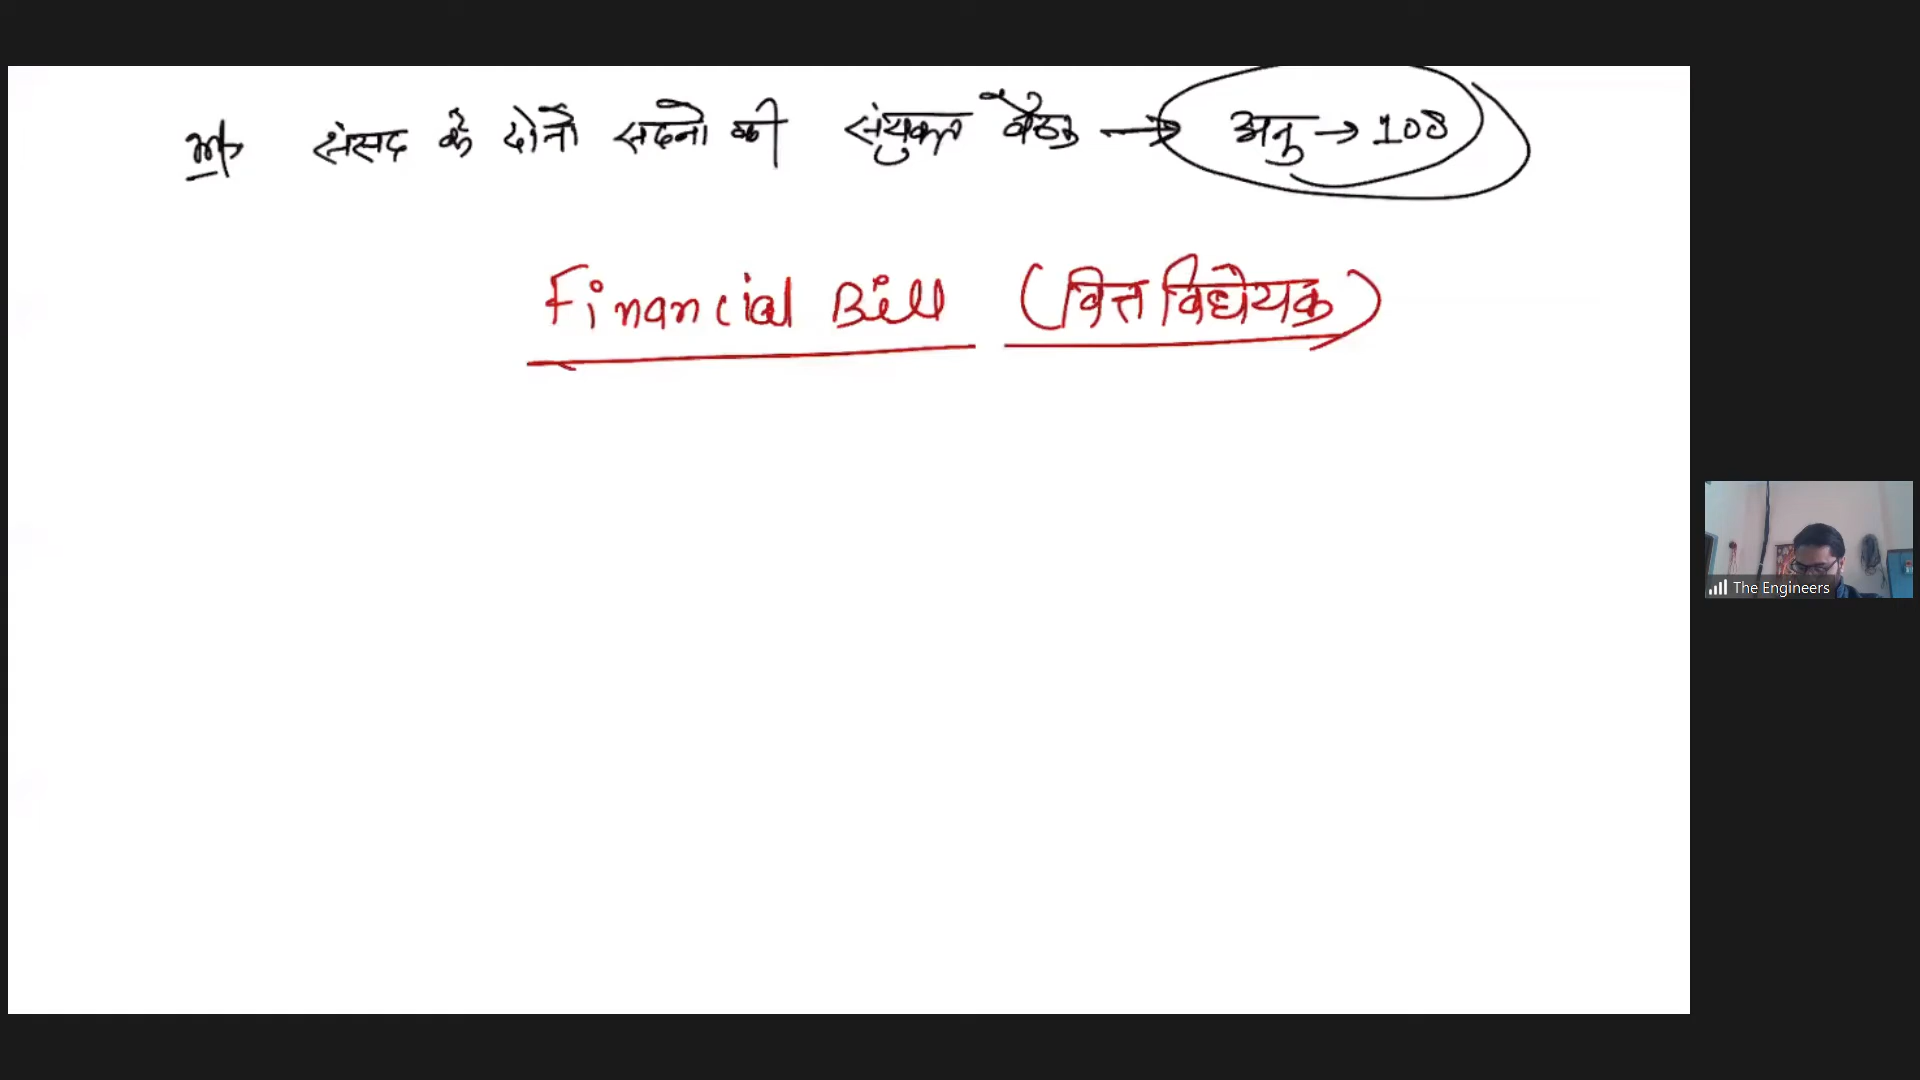 संसद के दोनो सदनो की संयुक्त बैठक → अनु → 108
Financial Bill (वित्त विधेयक)
The Engineers